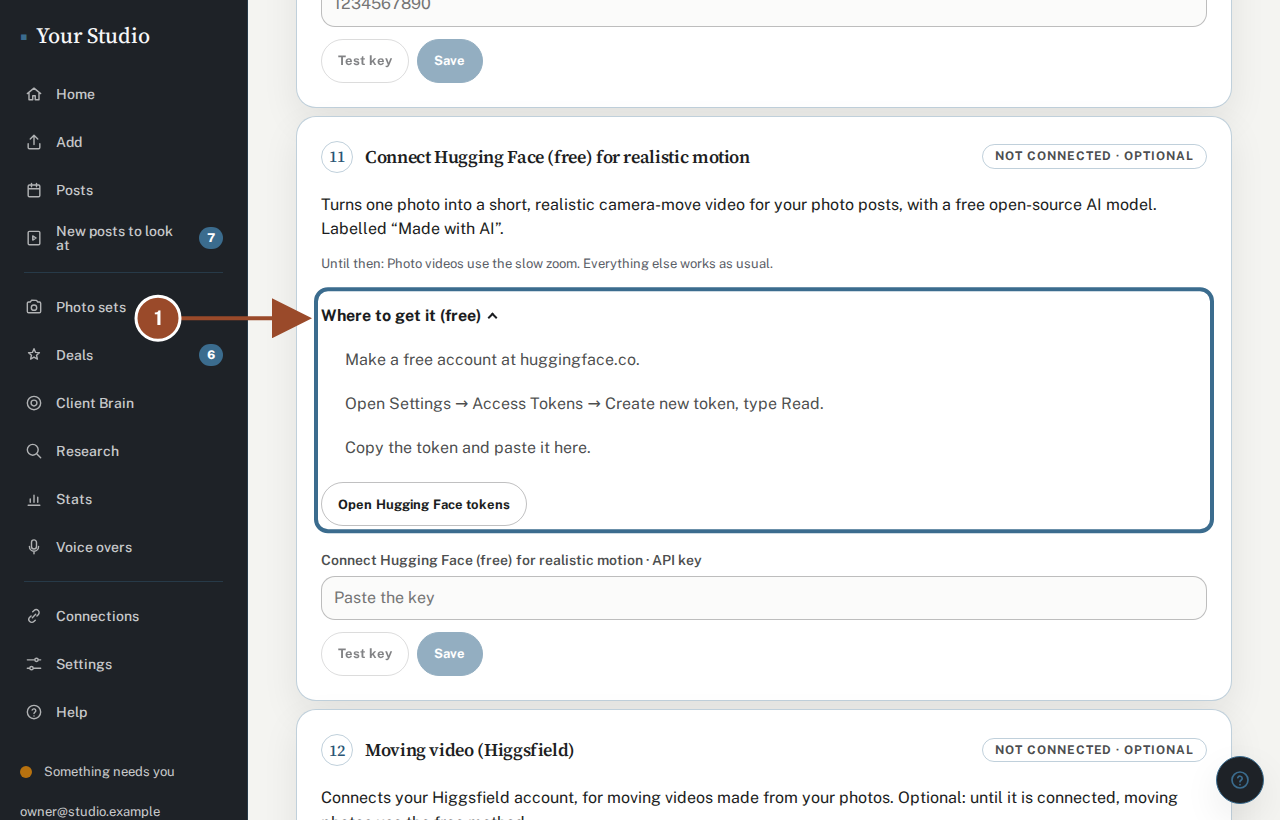 Your Studio
Home
Add
Posts
New posts to look
at
7
Photo sets
Deals
6
Client Brain
Research
Stats
Voice overs
Connections
Settings
Help
Something needs you
owner@studio.example
1
1234567890
Test key
Save
11
Connect Hugging Face (free) for realistic motion
NOT CONNECTED · OPTIONAL
Turns one photo into a short, realistic camera-move video for your photo posts, with a free open-source AI model.
Labelled “Made with AI”.
Until then: Photo videos use the slow zoom. Everything else works as usual.
Where to get it (free)
Make a free account at huggingface.co.
Open Settings → Access Tokens → Create new token, type Read.
Copy the token and paste it here.
Open Hugging Face tokens
Connect Hugging Face (free) for realistic motion · API key
Paste the key
Test key
Save
12
Moving video (Higgsfield)
NOT CONNECTED · OPTIONAL
Connects your Higgsfield account, for moving videos made from your photos. Optional: until it is connected, moving
photos use the free method.